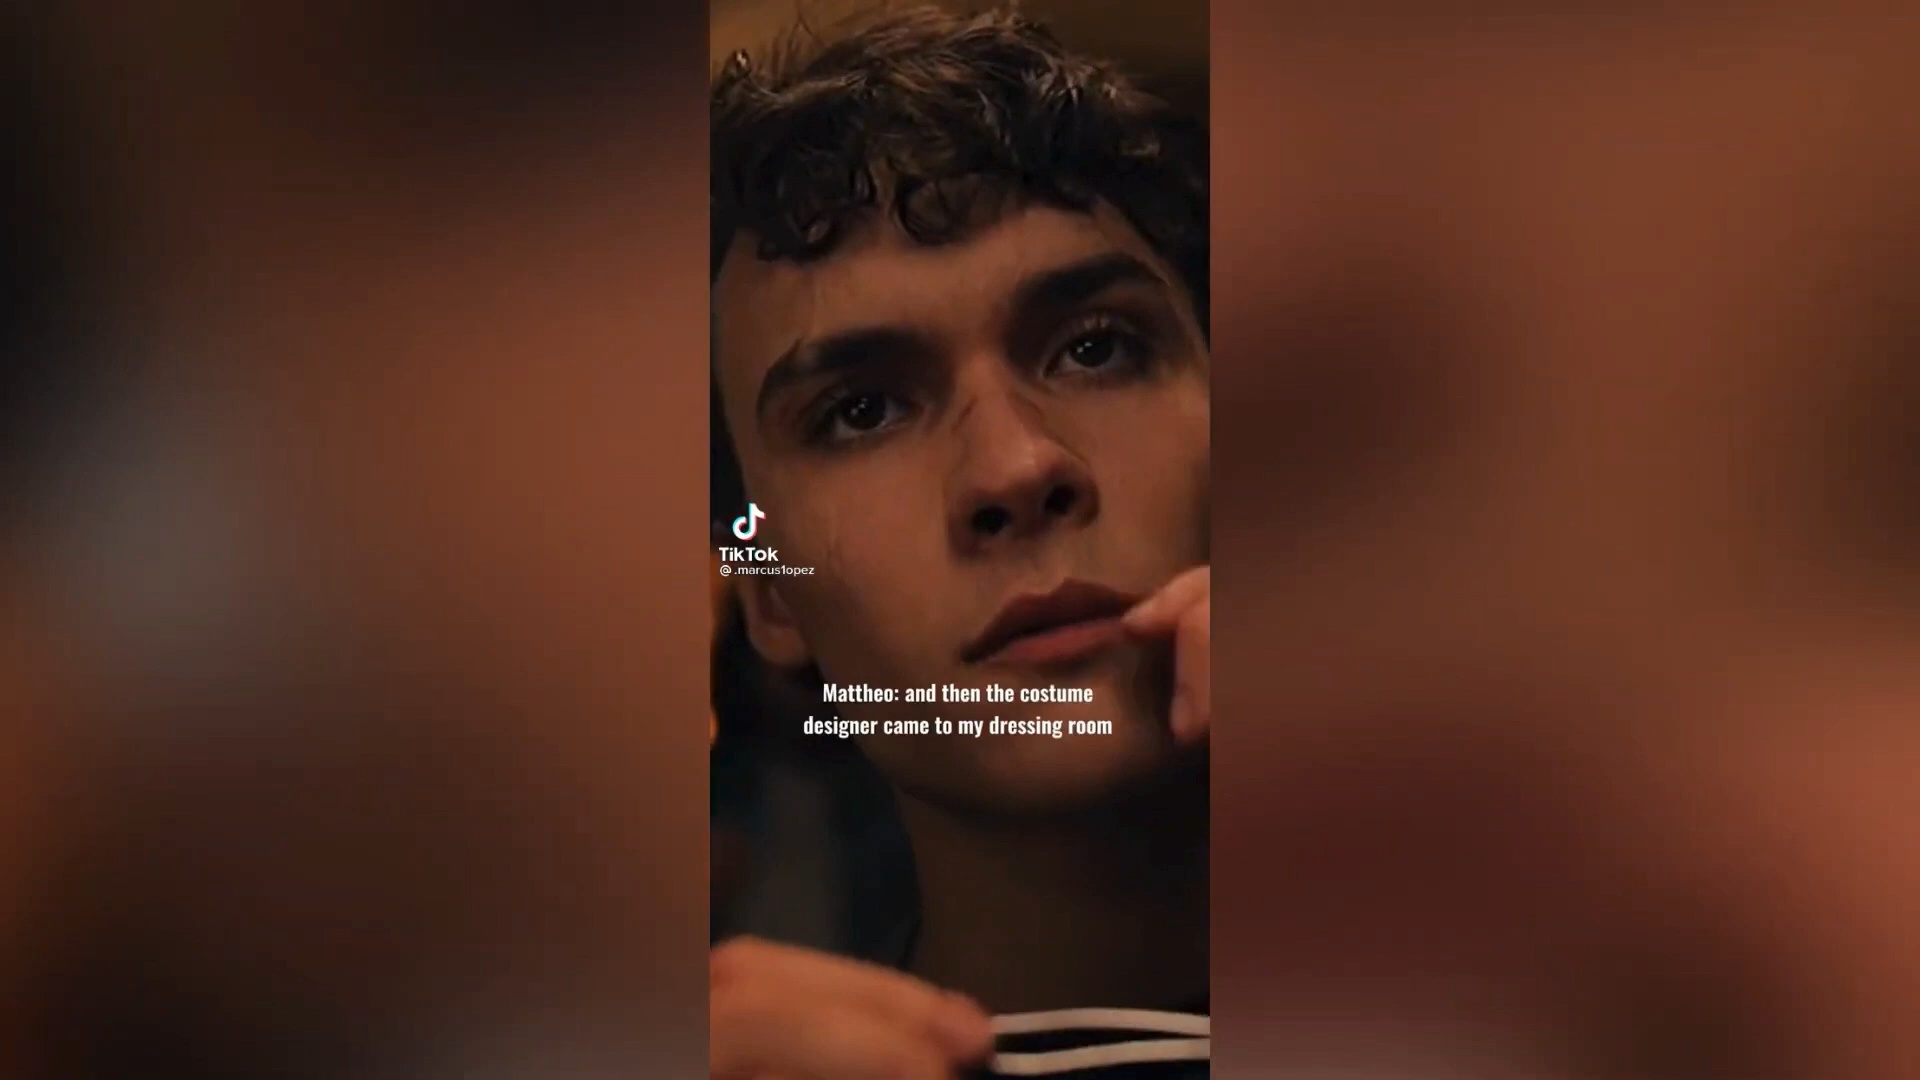 TikTok
@.marcus1opez
Mattheo: and then the costume
designer came to my dressing room